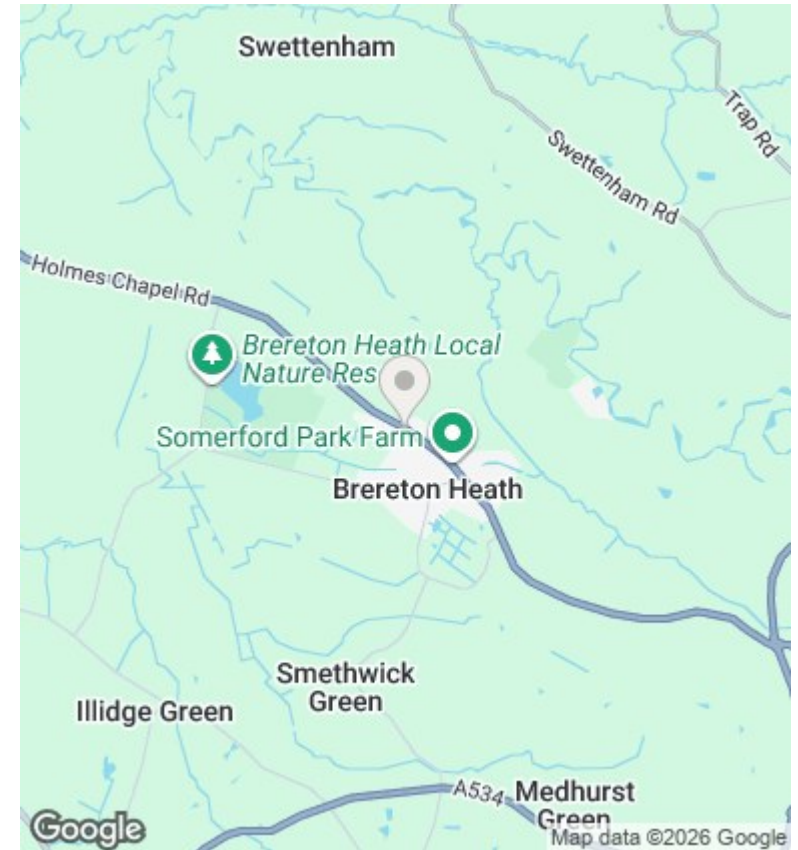 Swettenham
Trap Rd
Swettenham Rd
Holmes Chapel Rd
Brereton Heath Local
Nature Res
Somerford Park Farm
Brereton Heath
Smethwick
Green
Illidge Green
A534
Medhurst
Green
Google
Map data ©2026 Google